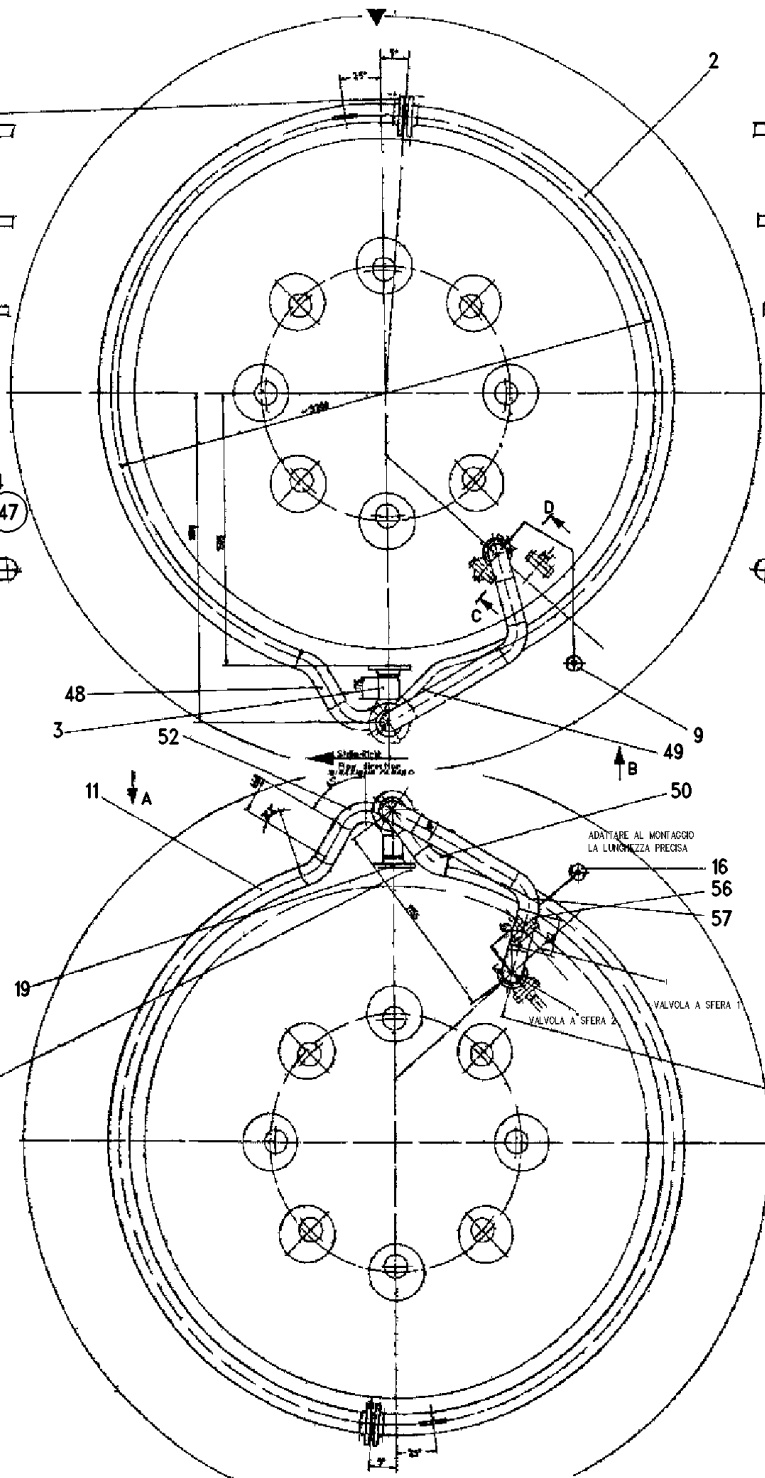 2
47
D
C
48
3
52
9
49
Flow direction
B
A
11
50
ADATTARE AL MONTAGGIO
LA LUNGHEZZA PRECISA
16
56
57
19
VALVOLA A SFERA 1
VALVOLA A SFERA 2